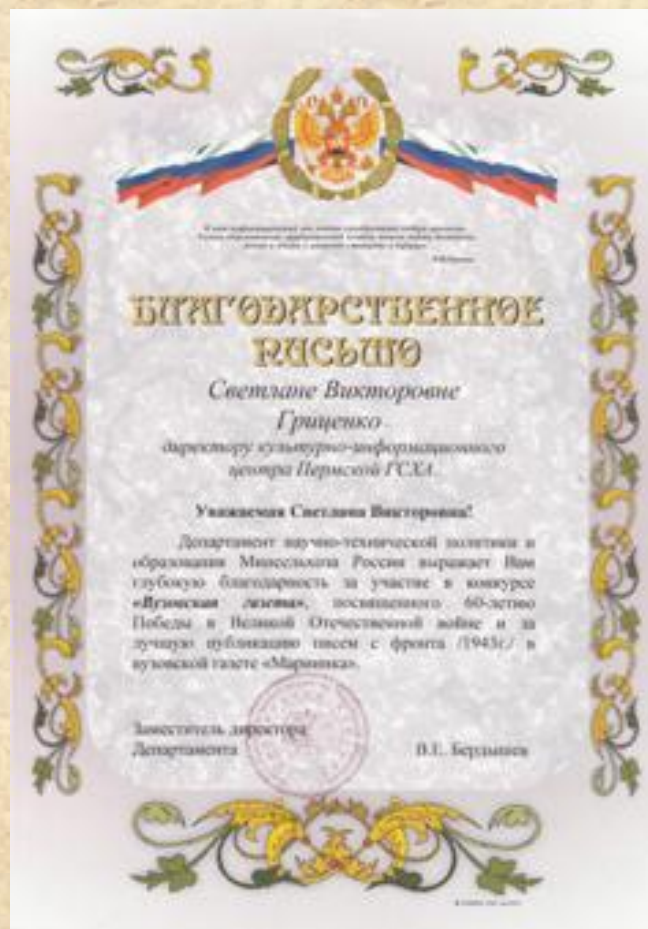 БЛАГОДАРСТВЕННОЕ
ПИСЬМО
Светлане Викторовне
Гриценко
директору культурно-информационного
центра Пермской ГСХА
Уважаемая Светлана Викторовна!
Департамент научно-технической политики и
образования Минсельхоза России выражает Вам
глубокую благодарность за участие в конкурсе
«Вузовская газета», посвященного 60-летию
Победы в Великой Отечественной войне и за
лучшую публикацию писем с фронта /1943г./ в
вузовской газете
Заместитель директора
Департамента В.Е. Бердышев